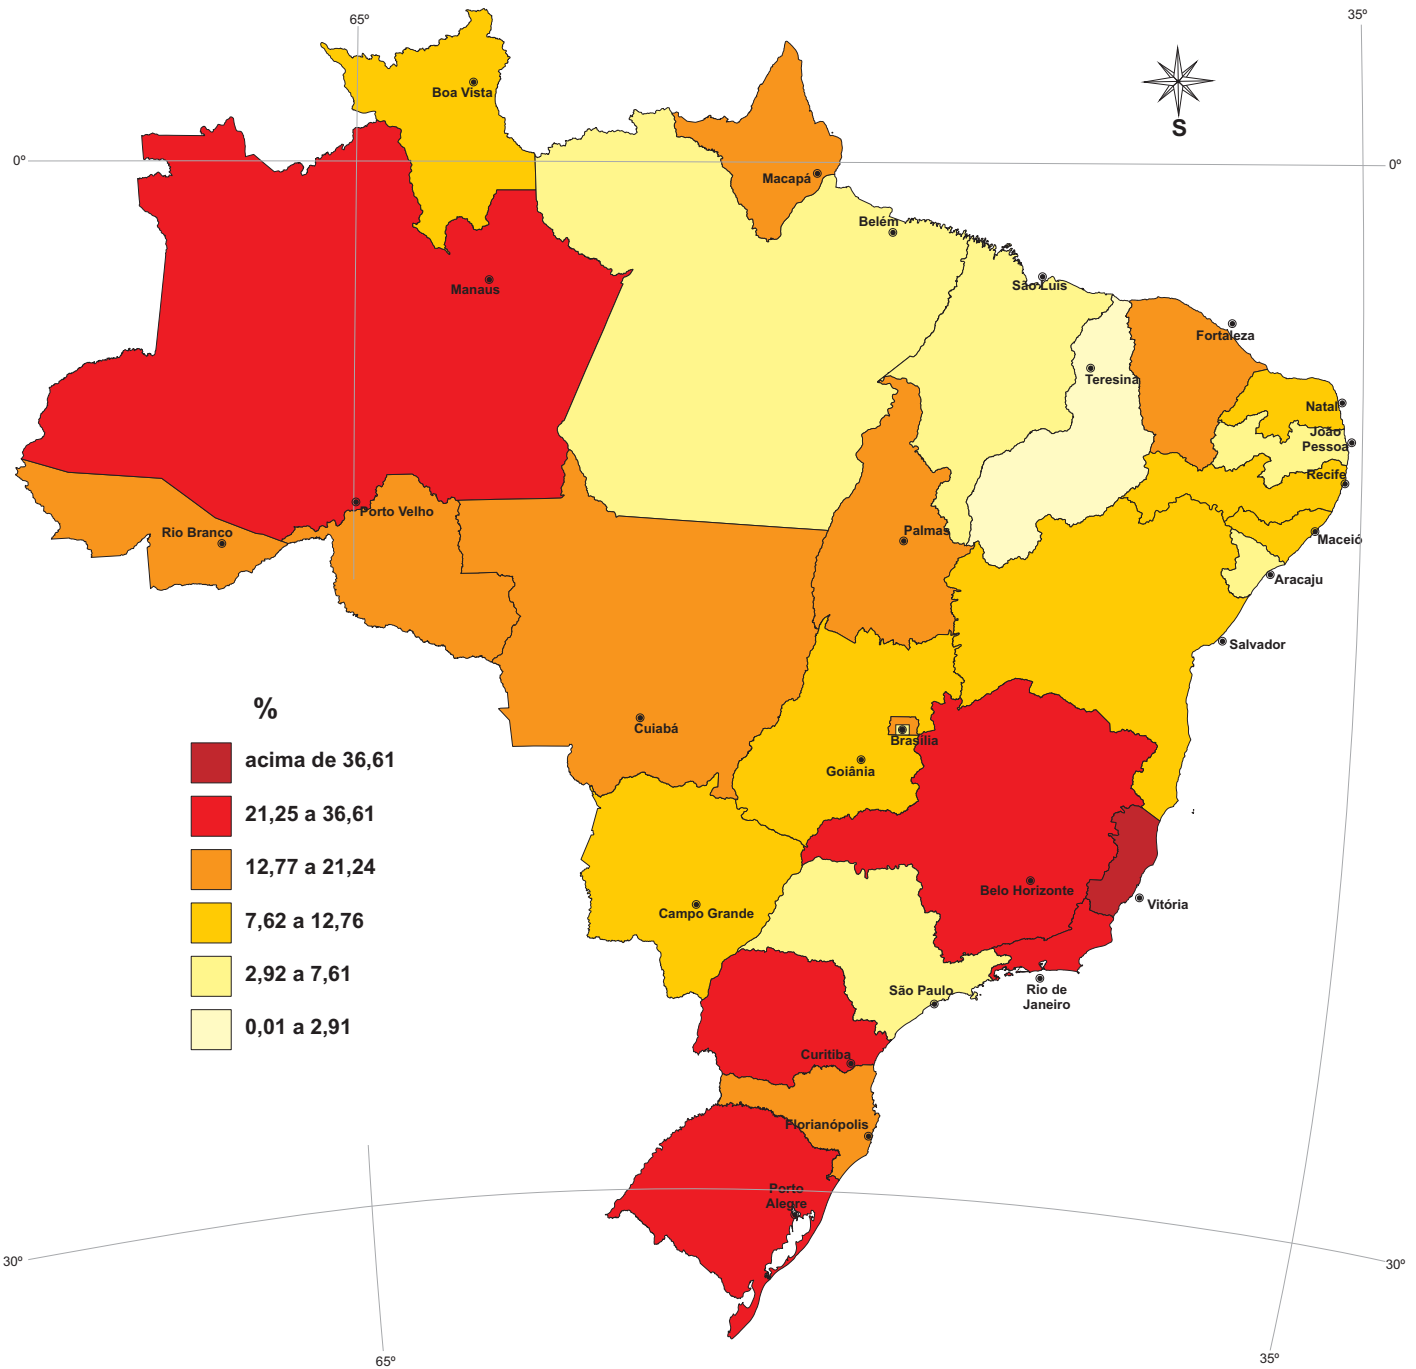 65º
35º
Boa Vista
S
0º
0º
Macapá
Belém
São Luis
Manaus
Fortaleza
Teresina
Natal
João
Pessoa
Recife
Porto Velho
Rio Branco
Palmas
Maceió
Aracaju
Salvador
%
Cuiabá
Brasília
acima de 36,61
Goiânia
21,25 a 36,61
12,77 a 21,24
Belo Horizonte
Vitória
Campo Grande
7,62 a 12,76
2,92 a 7,61
São Paulo
Rio de
Janeiro
0,01 a 2,91
Curitiba
Florianópolis
Porto
Alegre
30º
30º
65º
35º